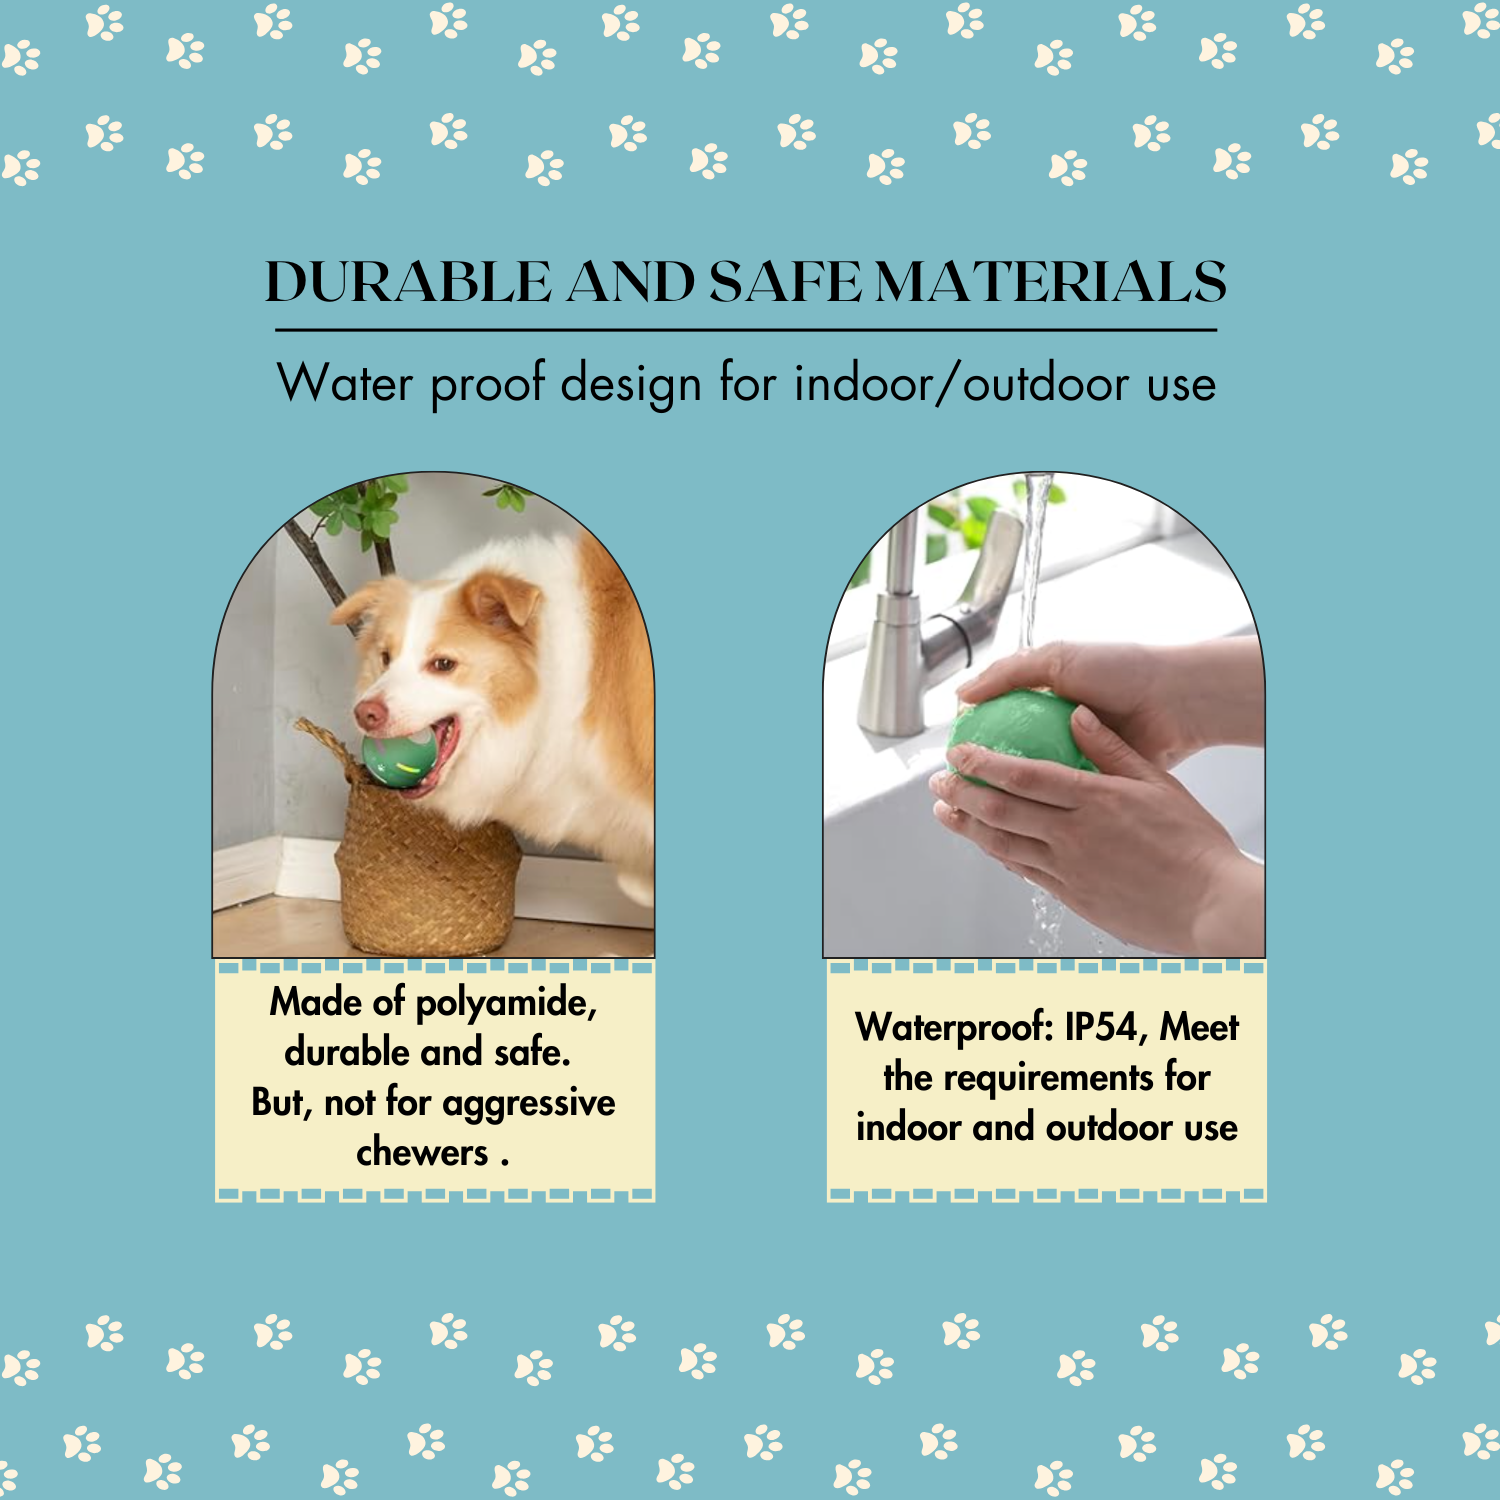 DURABLE AND SAFE MATERIALS
Water proof design for indoor/outdoor use
Made of polyamide,
durable and safe.
But, not for aggressive
chewers .
Waterproof: IP54, Meet
the requirements for
indoor and outdoor use